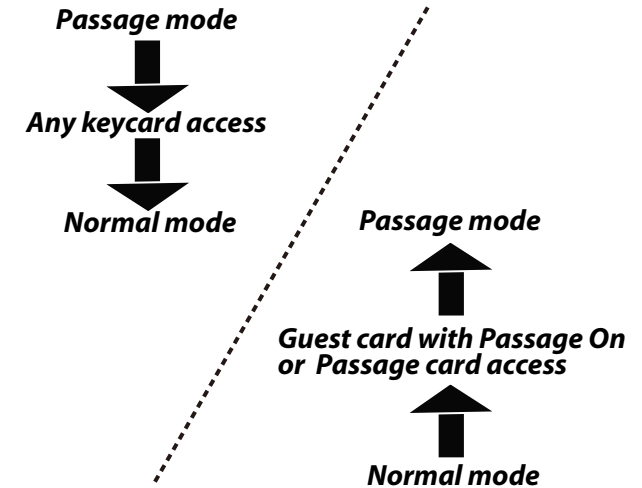 Passage mode
Any keycard access
Normal mode
Passage mode
Guest card with Passage On
or Passage card access
Normal mode